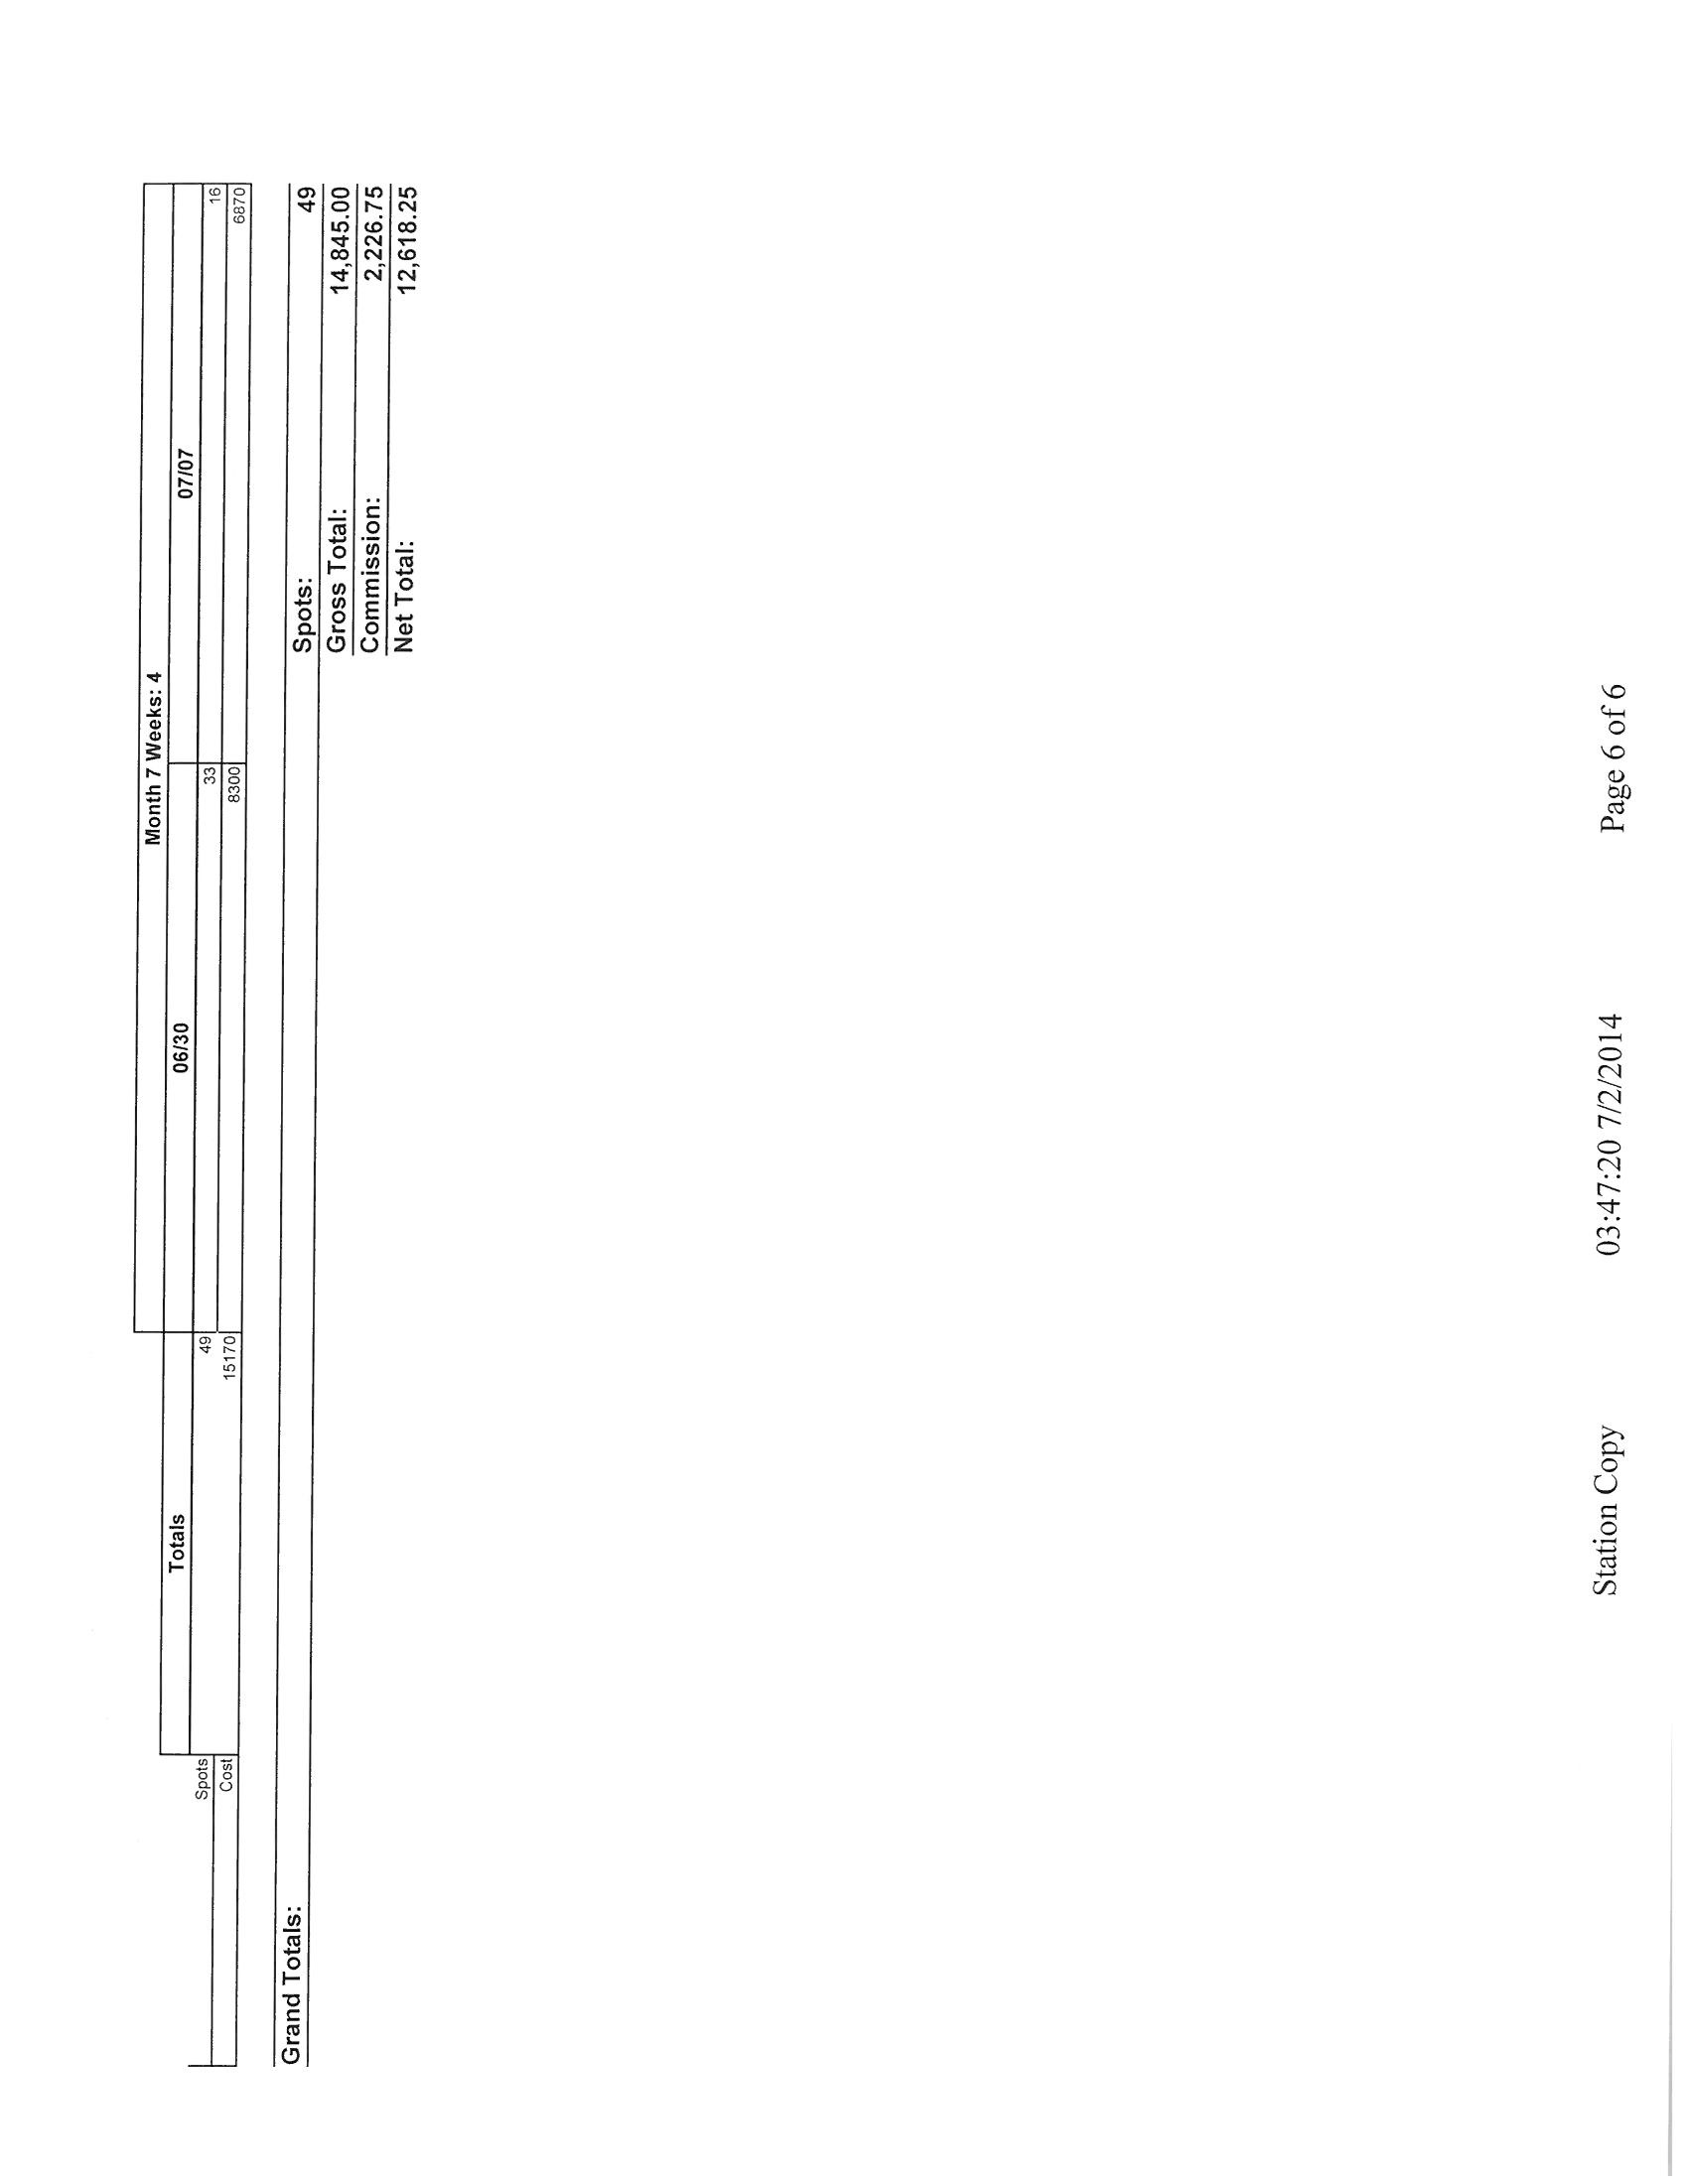 Month 7 Weeks: 4
Totals 06/30 07/07
Spots 49 33 16
Cost 15170 8300 6870
Grand Totals: Spots: 49
Gross Total: 14,845.00
Commission: 2,226.75
Net Total: 12,618.25
Station Copy 03:47:20 7/2/2014 Page 6 of 6